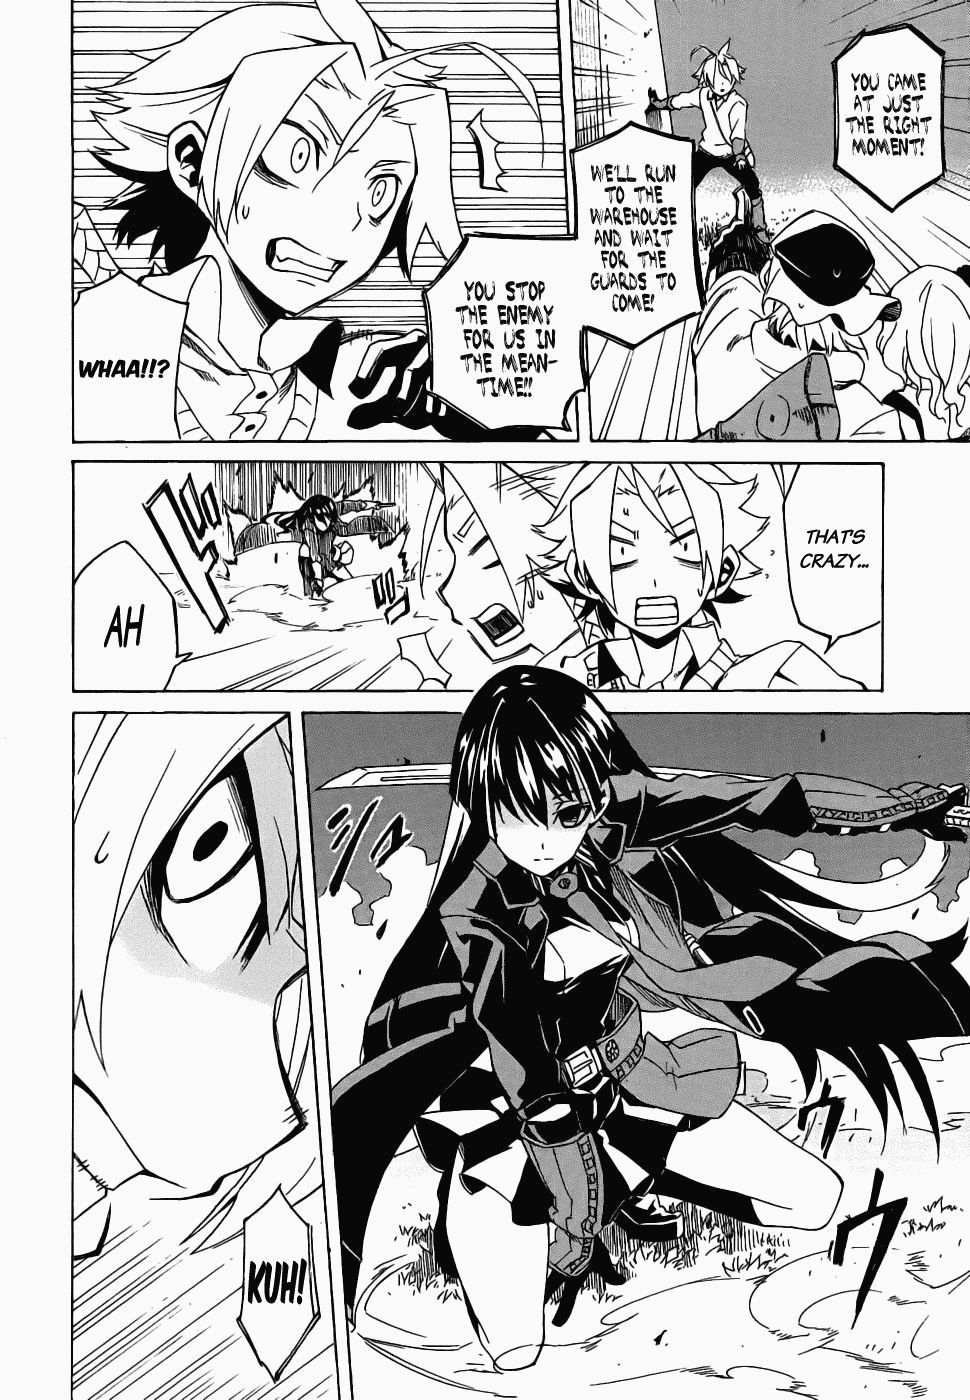 YOU CAME
AT JUST
THE RIGHT
MOMENT!
WE'LL RUN
TO THE
WAREHOUSE
AND WAIT
FOR THE
GUARDS TO
COME!
YOU STOP
THE ENEMY
FOR US IN
THE MEAN-
TIME!!
WHAA!!?
THAT'S
CRAZY...
AH
KUH!